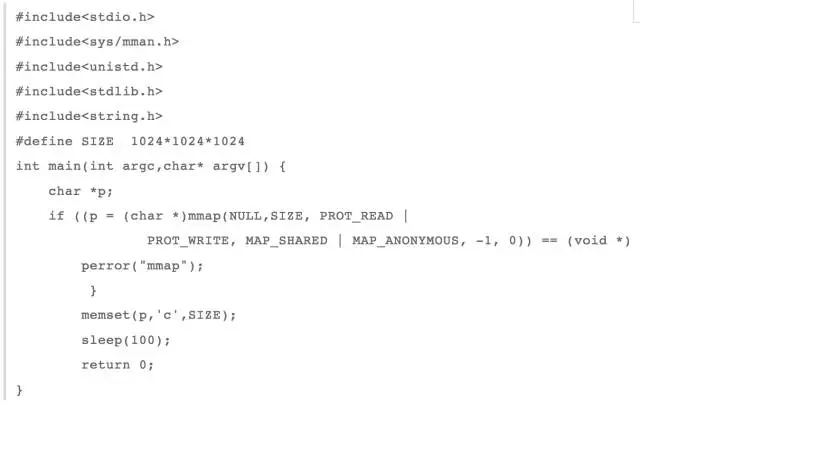 #include<stdio.h>
#include<sys/mman.h>
#include<unistd.h>
#include<stdlib.h>
#include<string.h>
#define SIZE  1024*1024*1024
int main(int argc,char* argv[]) {
    char *p;
    if ((p = (char *)mmap(NULL,SIZE, PROT_READ |
                PROT_WRITE, MAP_SHARED | MAP_ANONYMOUS, -1, 0)) == (void *)
        perror("mmap");
         }
        memset(p,'c',SIZE);
        sleep(100);
        return 0;
}